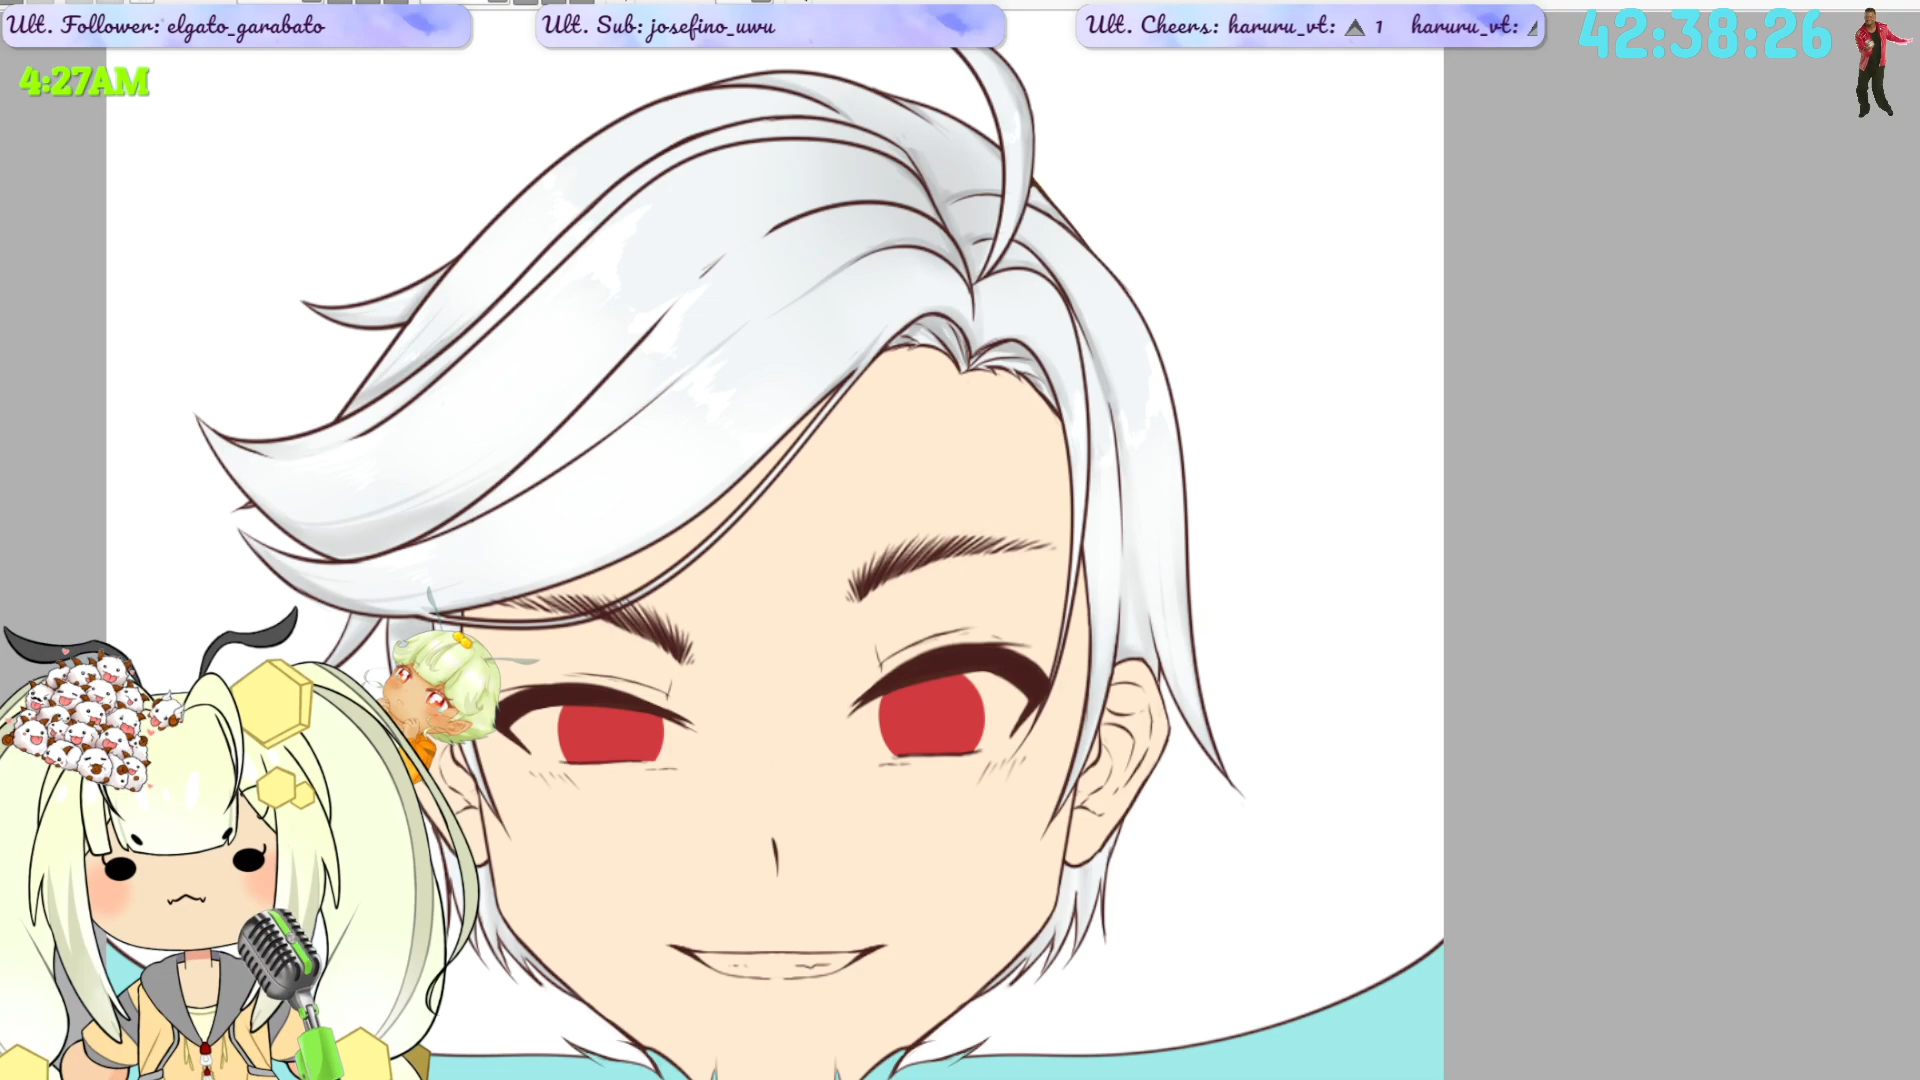 Ult. Follower: elgato_garabato
Ult. Sub: josefino_uwu
Ult. Cheers: haruru_vt: 1 haruru_vt:
42:38:26
4:27AM